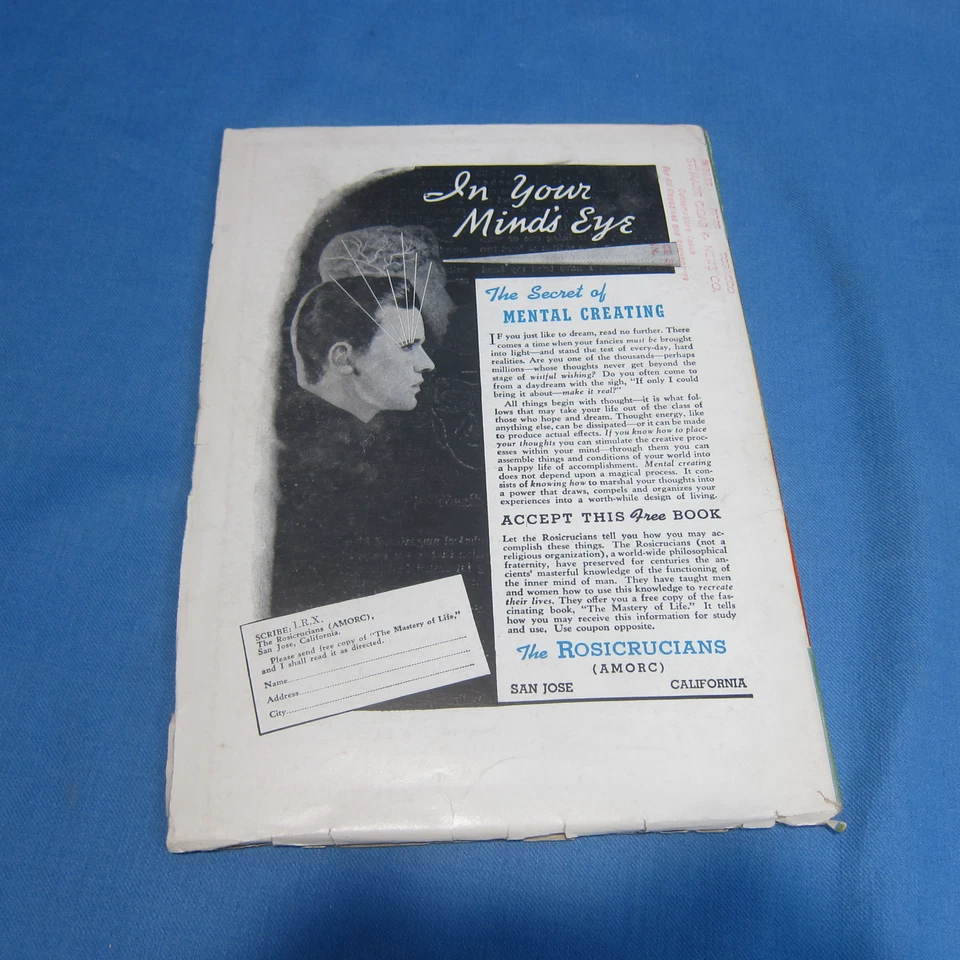 In Your
Mind's Eye
The Secret of
MENTAL CREATING
IF you just like to dream, read no further. There
comes a time when your fancies must be brought
into light—and stand the test of every-day, hard
realities. Are you one of the thousands—perhaps
millions—whose thoughts never get beyond the
stage of wistful wishing? Do you often come to
from a daydream with the sigh, "If only I could
bring it about—make it real?"
All things begin with thought—it is what fol-
lows that may take your life out of the class of
those who hope and dream. Thought energy, like
anything else, can be dissipated—or it can be made
to produce actual effects. If you know how to place
your thoughts you can stimulate the creative proc-
esses within your mind—through them you can
assemble things and conditions of your world into
a happy life of accomplishment. Mental creating
does not depend upon a magical process. It con-
sists of knowing how to marshal your thoughts into
a power that draws, compels and organizes your
experiences into a worth-while design of living.
ACCEPT THIS Free BOOK
Let the Rosicrucians tell you how you may ac-
complish these things. The Rosicrucians (not a
religious organization), a world-wide philosophical
fraternity, have preserved for centuries the an-
cients' masterful knowledge of the functioning of
the inner mind of man. They have taught men
and women how to use this knowledge to recreate
their lives. They offer you a free copy of the fas-
cinating book, "The Mastery of Life." It tells
how you may receive this information for study
and use. Use coupon opposite.
The ROSICRUCIANS
(AMORC)
SAN JOSE CALIFORNIA
SCRIBE: I.R.X.
The Rosicrucians (AMORC),
San Jose, California.
Please send free copy of "The Mastery of Life,"
and I shall read it as directed.
Name
Address
City